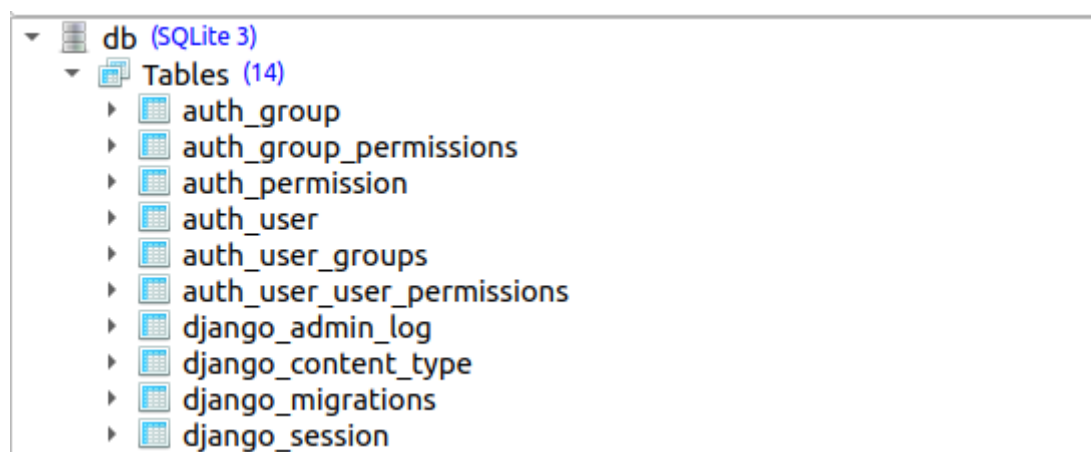 db (SQLite 3)
Tables (14)
auth_group
auth_group_permissions
auth_permission
auth_user
auth_user_groups
auth_user_user_permissions
django_admin_log
django_content_type
django_migrations
django_session